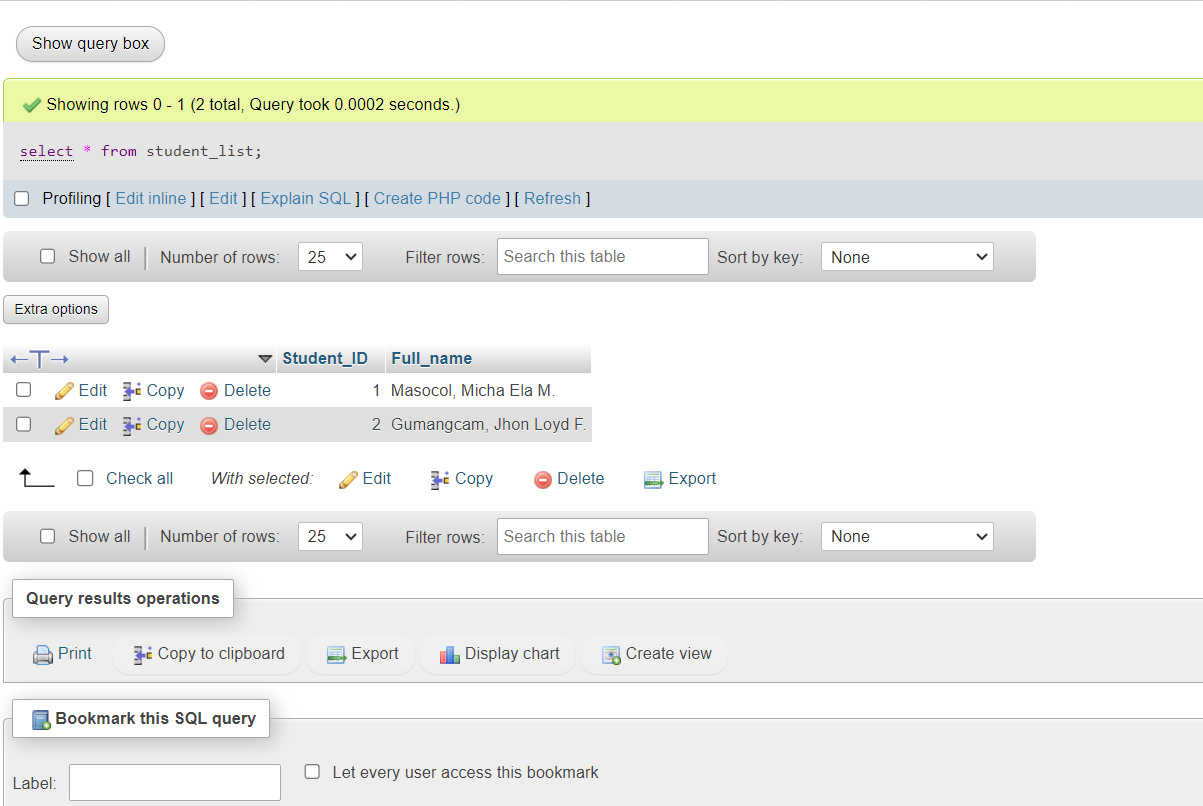 Show query box
Showing rows 0 - 1 (2 total, Query took 0.0002 seconds.)
select * from student_list;
Profiling [ Edit inline ] [ Edit ] [ Explain SQL ] [ Create PHP code ] [ Refresh ]
Show all Number of rows: 25 Filter rows: Search this table Sort by key: None
Extra options
←T→ Student_ID Full_name
Edit Copy Delete 1 Masocol, Micha Ela M.
Edit Copy Delete 2 Gumangcam, Jhon Loyd F.
Check all With selected: Edit Copy Delete Export
Show all Number of rows: 25 Filter rows: Search this table Sort by key: None
Query results operations
Print Copy to clipboard Export Display chart Create view
Bookmark this SQL query
Label: Let every user access this bookmark